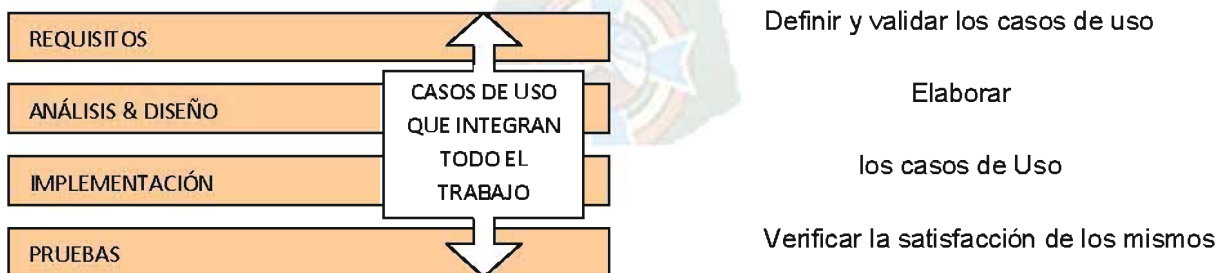 REQUISITOS
Definir y validar los casos de uso
ANÁLISIS & DISEÑO
Elaborar
CASOS DE USO
QUE INTEGRAN
TODO EL
TRABAJO
IMPLEMENTACIÓN
los casos de Uso
PRUEBAS
Verificar la satisfacción de los mismos